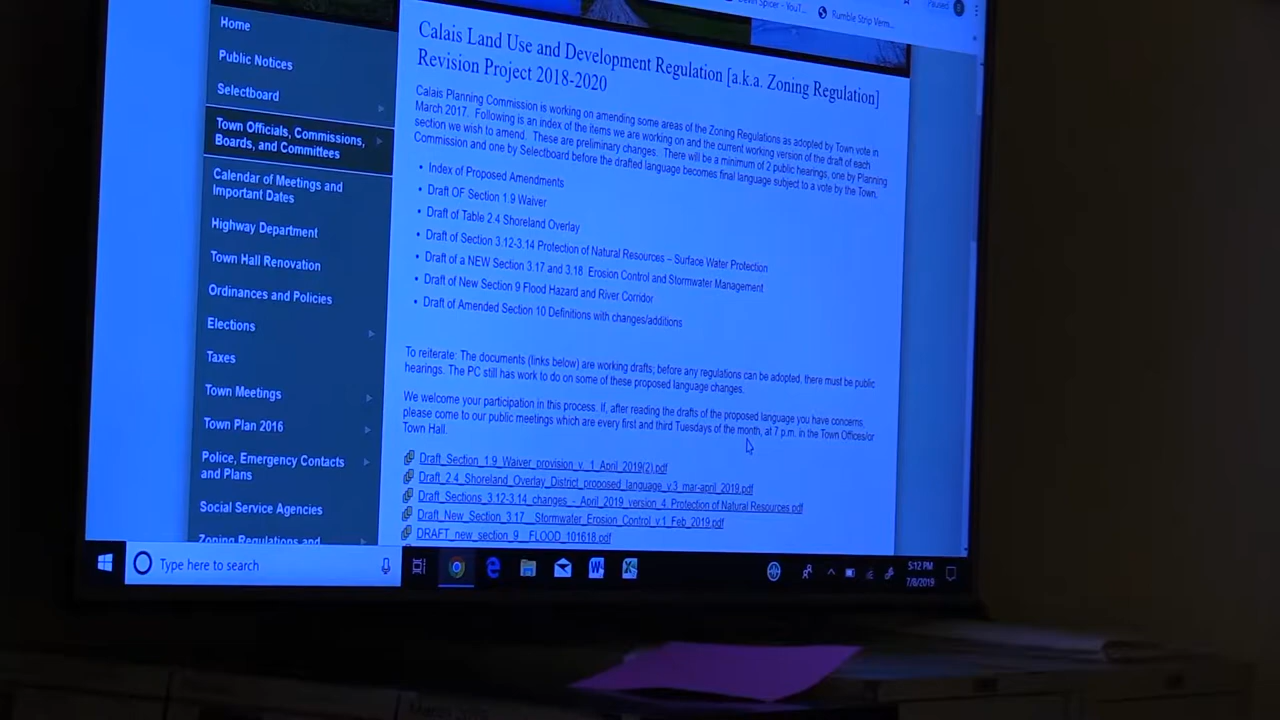 Spicer - YouT...
Rumble Strip Verm...
Paused
Home
Public Notices
Selectboard
Town Officials, Commissions,
Boards, and Committees
Calendar of Meetings and
Important Dates
Highway Department
Town Hall Renovation
Ordinances and Policies
Elections
Taxes
Town Meetings
Town Plan 2016
Police, Emergency Contacts
and Plans
Social Service Agencies
Zoning Regulations and
Calais Land Use and Development Regulation [a.k.a. Zoning Regulation]
Revision Project 2018-2020
Calais Planning Commission is working on amending some areas of the Zoning Regulations as adopted by Town vote in
March 2017. Following is an index of the items we are working on and the current working version of the draft of each
section we wish to amend. These are preliminary changes. There will be a minimum of 2 public hearings, one by Planning
Commission and one by Selectboard before the drafted language becomes final language subject to a vote by the Town.
• Index of Proposed Amendments
• Draft OF Section 1.9 Waiver
• Draft of Table 2.4 Shoreland Overlay
• Draft of Section 3.12-3.14 Protection of Natural Resources – Surface Water Protection
• Draft of a NEW Section 3.17 and 3.18 Erosion Control and Stormwater Management
• Draft of New Section 9 Flood Hazard and River Corridor
• Draft of Amended Section 10 Definitions with changes/additions
To reiterate: The documents (links below) are working drafts; before any regulations can be adopted, there must be public
hearings. The PC still has work to do on some of these proposed language changes.
We welcome your participation in this process. If, after reading the drafts of the proposed language you have concerns,
please come to our public meetings which are every first and third Tuesdays of the month, at 7 p.m. in the Town Offices/or
Town Hall.
Draft_Section_1.9_Waiver_provision_v._1_April_2019(2).pdf
Draft_2.4_Shoreland_Overlay_District_proposed_language_v.3_mar-april_2019.pdf
Draft_Sections_3.12-3.14_changes_-_April_2019_version_4_Protection of Natural Resources.pdf
Draft_New_Section_3.17__Stormwater_Erosion_Control_v.1_Feb_2019.pdf
DRAFT_new_section_9__FLOOD_101618.pdf
Type here to search
5:12 PM
7/8/2019